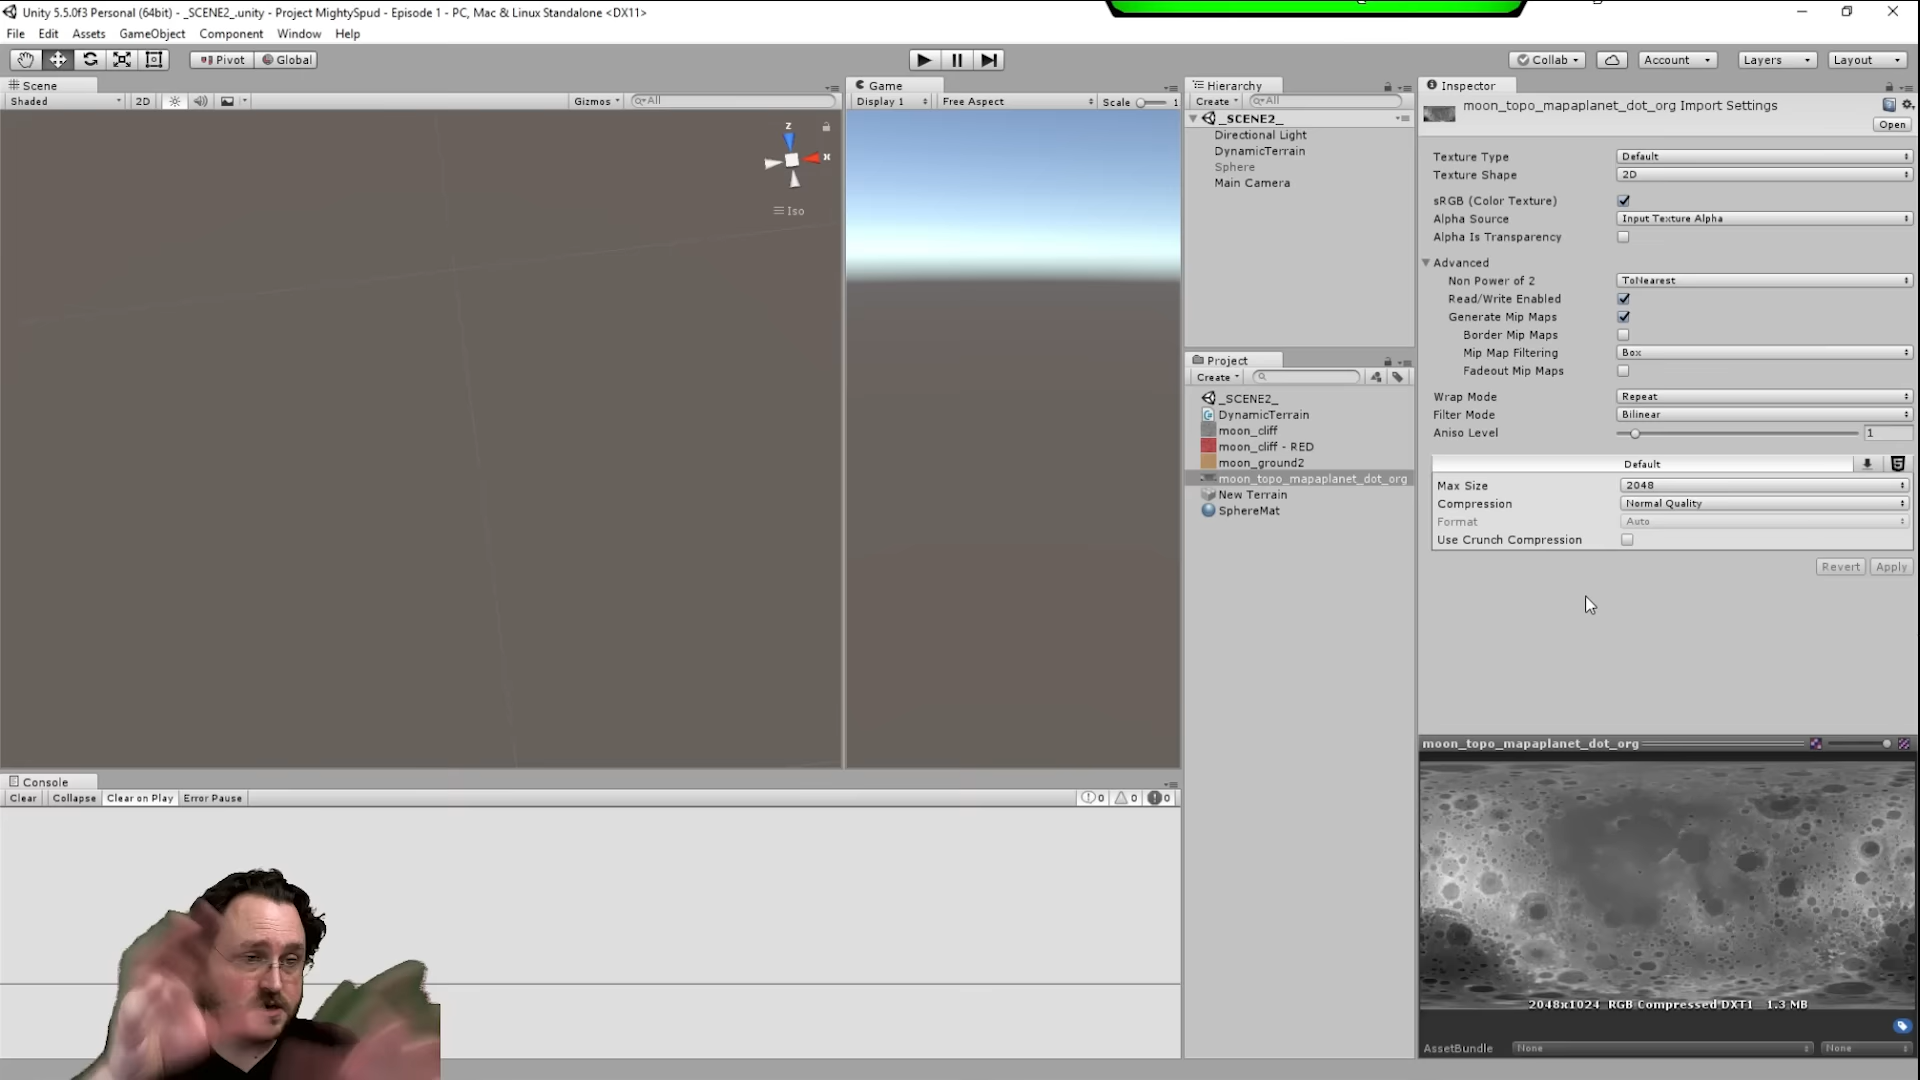 Unity 5.5.0f3 Personal (64bit) - _SCENE2_.unity - Project MightySpud - Episode 1 - PC, Mac & Linux Standalone <DX11>
File Edit Assets GameObject Component Window Help
Pivot Global Collab Account Layers Layout
Scene
Shaded 2D Gizmos All
z
x
Iso
Game
Display 1 Free Aspect Scale 1
Hierarchy
Create All
_SCENE2_
Directional Light
DynamicTerrain
Sphere
Main Camera
Project
Create
_SCENE2_
DynamicTerrain
moon_cliff
moon_cliff - RED
moon_ground2
moon_topo_mapaplanet_dot_org
New Terrain
SphereMat
Inspector
moon_topo_mapaplanet_dot_org Import Settings
Open
Texture Type Default
Texture Shape 2D
sRGB (Color Texture)
Alpha Source Input Texture Alpha
Alpha Is Transparency
Advanced
Non Power of 2 ToNearest
Read/Write Enabled
Generate Mip Maps
Border Mip Maps
Mip Map Filtering Box
Fadeout Mip Maps
Wrap Mode Repeat
Filter Mode Bilinear
Aniso Level 1
Default
Max Size 2048
Compression Normal Quality
Format Auto
Use Crunch Compression
Revert Apply
moon_topo_mapaplanet_dot_org
2048x1024 RGB Compressed DXT1 1.3 MB
AssetBundle None None
Console
Clear Collapse Clear on Play Error Pause 0 0 0